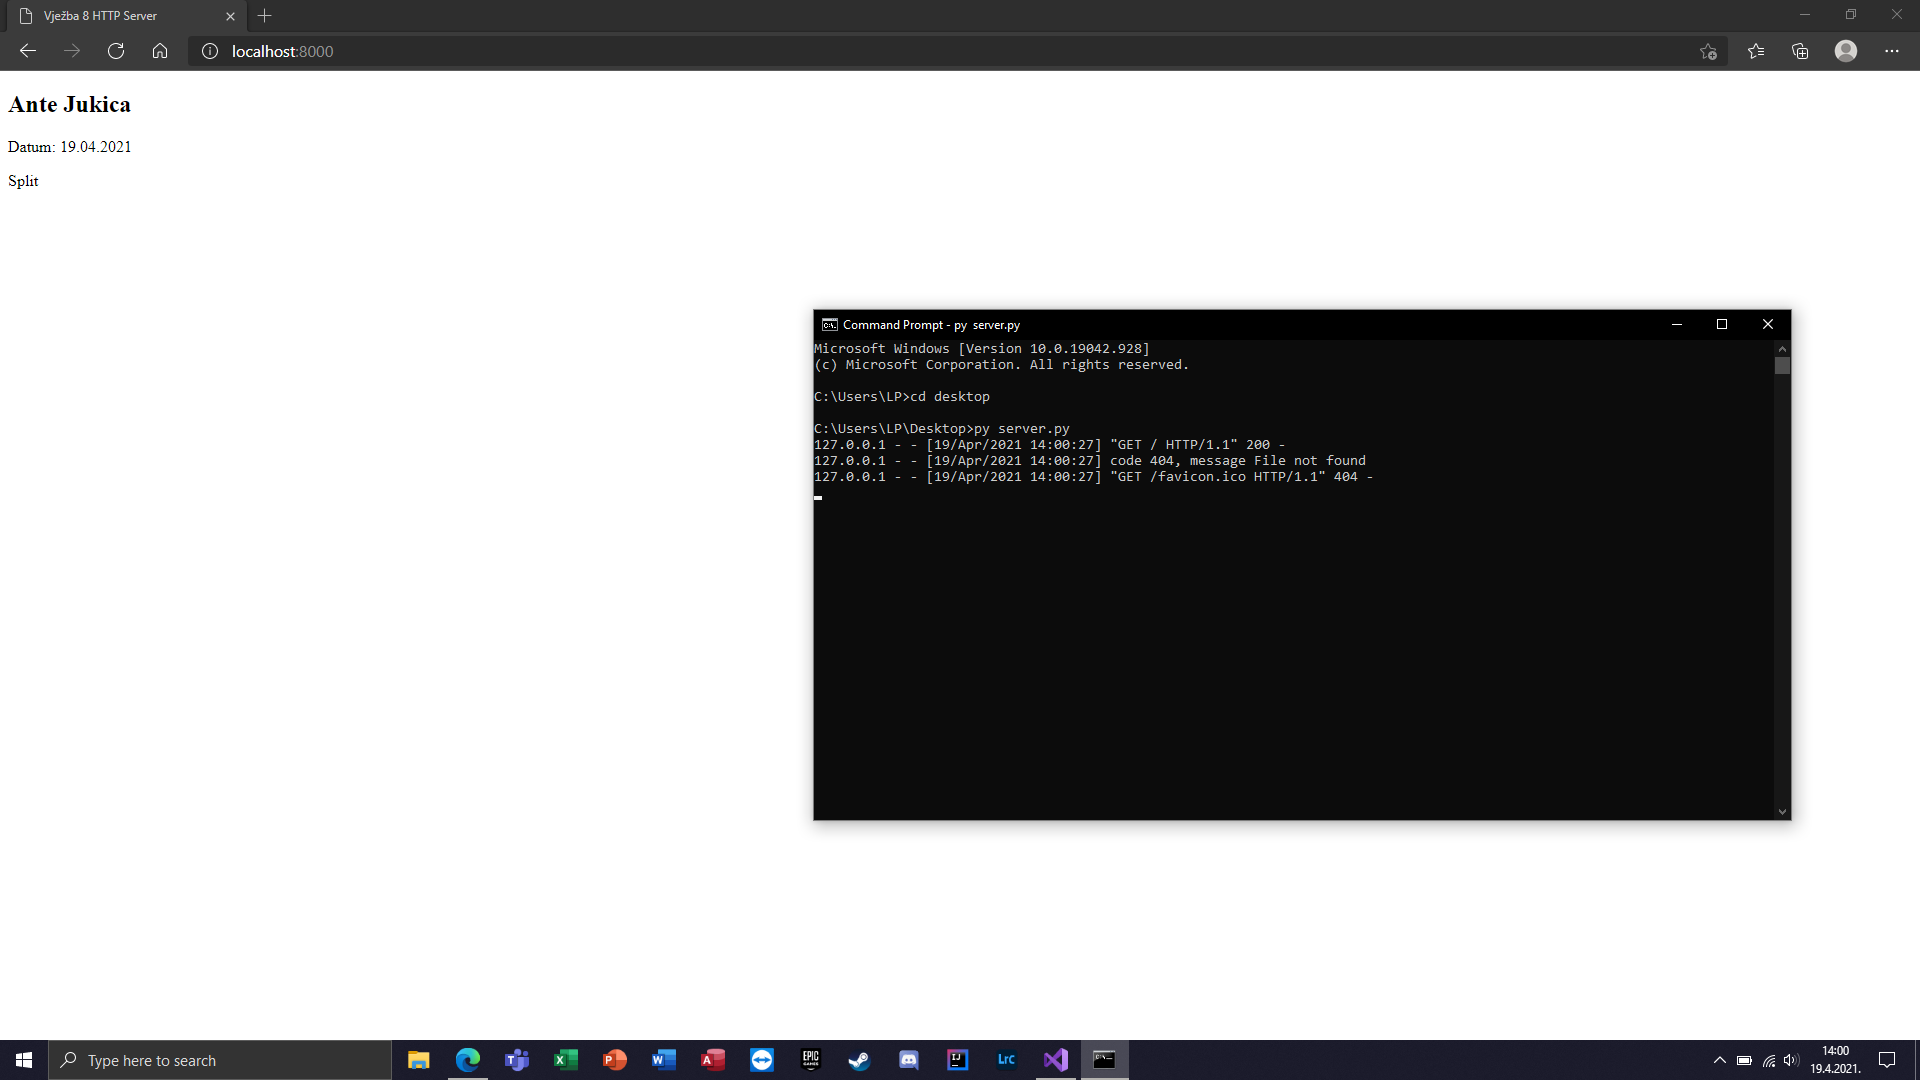 Vježba 8 HTTP Server
localhost:8000
Ante Jukica
Datum: 19.04.2021
Split
Command Prompt - py  server.py
Microsoft Windows [Version 10.0.19042.928]
(c) Microsoft Corporation. All rights reserved.
C:\Users\LP>cd desktop
C:\Users\LP\Desktop>py server.py
127.0.0.1 - - [19/Apr/2021 14:00:27] "GET / HTTP/1.1" 200 -
127.0.0.1 - - [19/Apr/2021 14:00:27] code 404, message File not found
127.0.0.1 - - [19/Apr/2021 14:00:27] "GET /favicon.ico HTTP/1.1" 404 -
Type here to search
EPIC GAMES
LrC
14:00
19.4.2021.